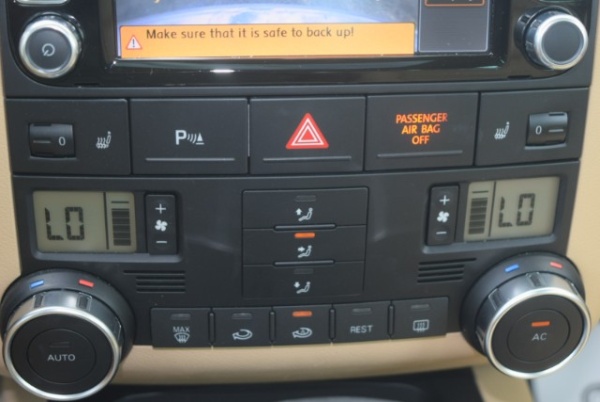 Make sure that it is safe to back up!
0
P
PASSENGER
AIR BAG
OFF
0
LO
+
-
+
-
LO
MAX
REST
AUTO
AC